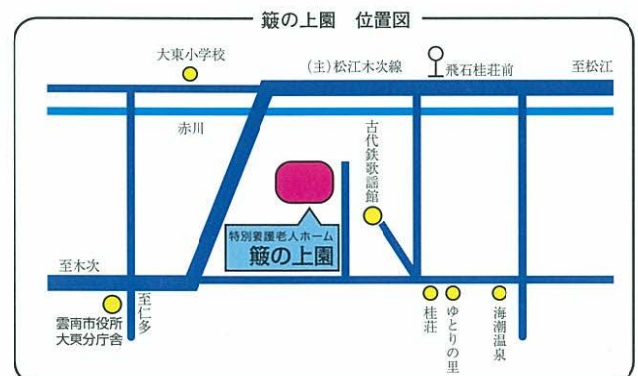 簸の上園 位置図
大東小学校
(主)松江木次線
飛石桂荘前
至松江
赤川
古代鉄歌謡館
特別養護老人ホーム
簸の上園
至木次
至仁多
雲南市役所
大東分庁舎
桂荘
ゆとりの里
海潮温泉